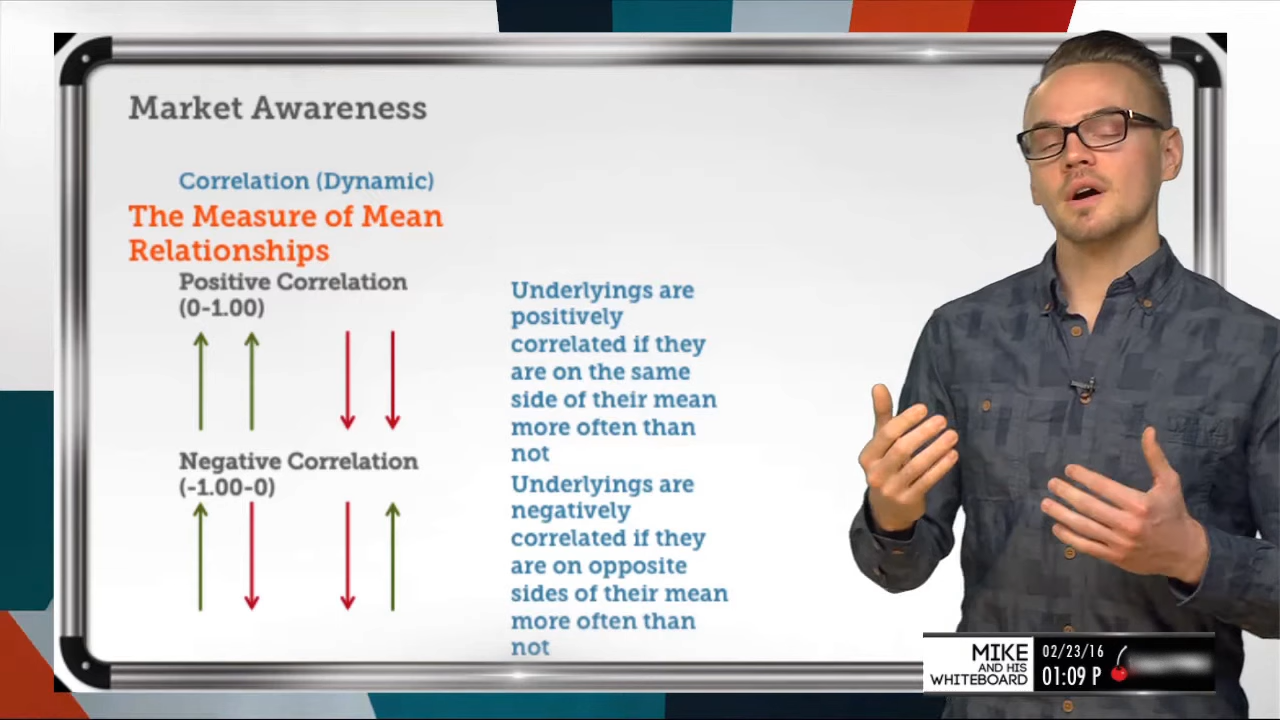 Market Awareness
Correlation (Dynamic)
The Measure of Mean
Relationships
Positive Correlation
(0-1.00)
Underlyings are
positively
correlated if they
are on the same
side of their mean
more often than
not
Negative Correlation
(-1.00-0)
Underlyings are
negatively
correlated if they
are on opposite
sides of their mean
more often than
not
MIKE
AND HIS
WHITEBOARD
02/23/16
01:09 P